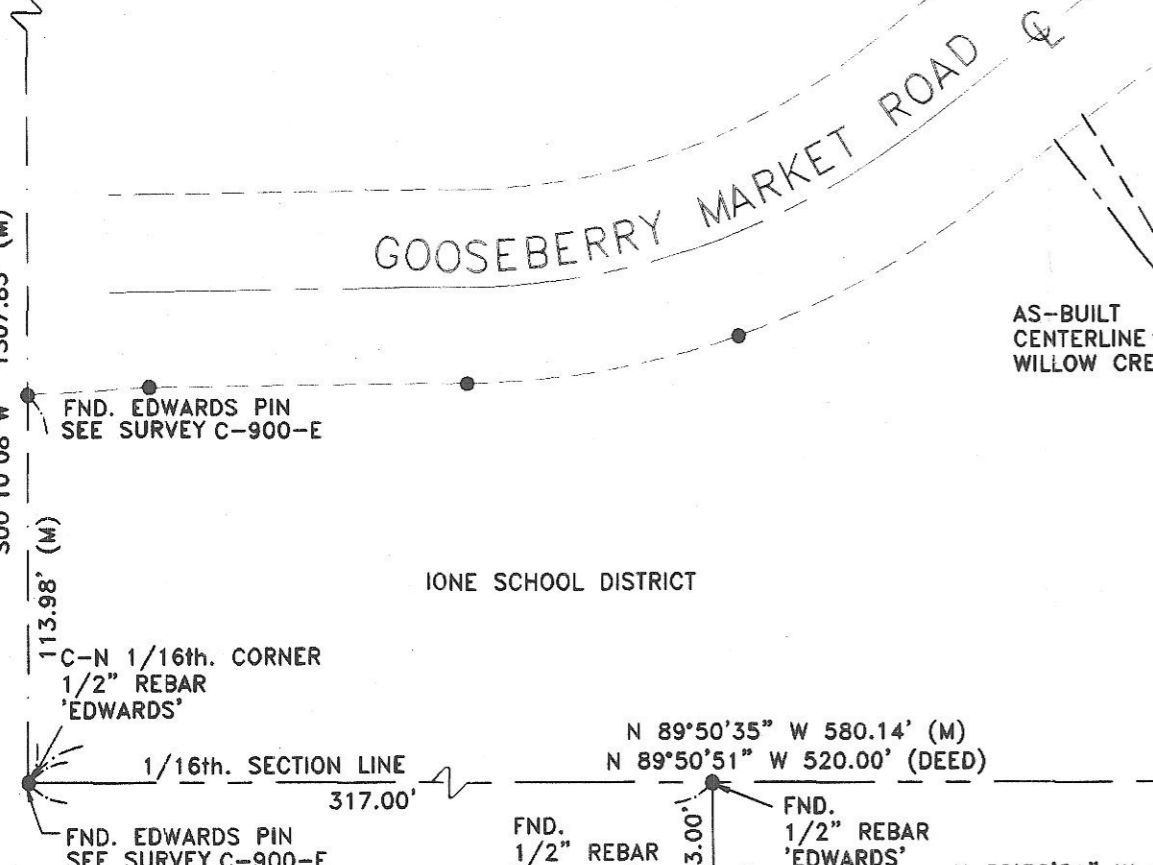 GOOSEBERRY MARKET ROAD ℄
AS-BUILT
CENTERLINE
WILLOW
FND. EDWARDS PIN
SEE SURVEY C-900-E
113.98' (M)
IONE SCHOOL DISTRICT
C-N 1/16th. CORNER
1/2" REBAR
'EDWARDS'
N 89°50'35" W 580.14' (M)
N 89°50'51" W 520.00' (DEED)
1/16th. SECTION LINE
317.00'
FND. EDWARDS PIN
SEE SURVEY C-900-E
FND.
1/2" REBAR
3.00'
FND.
1/2" REBAR
'EDWARDS'